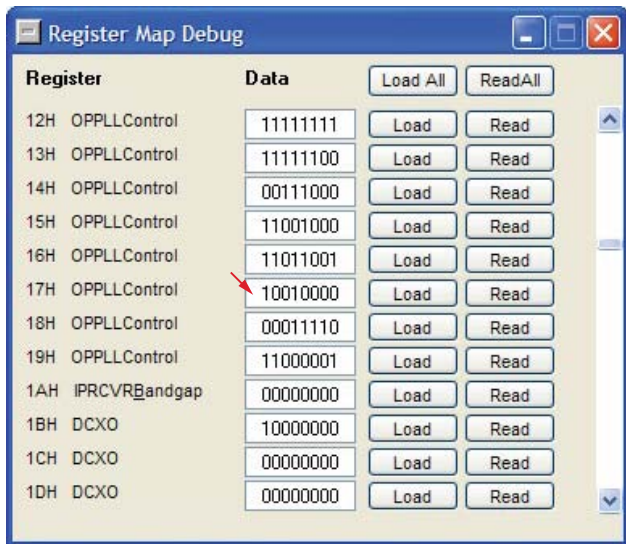 Register Map Debug
Register Data Load All ReadAll
12H OPPLLControl 11111111 Load Read
13H OPPLLControl 11111100 Load Read
14H OPPLLControl 00111000 Load Read
15H OPPLLControl 11001000 Load Read
16H OPPLLControl 11011001 Load Read
17H OPPLLControl 10010000 Load Read
18H OPPLLControl 00011110 Load Read
19H OPPLLControl 11000001 Load Read
1AH IPRCVRBandgap 00000000 Load Read
1BH DCXO 10000000 Load Read
1CH DCXO 00000000 Load Read
1DH DCXO 00000000 Load Read